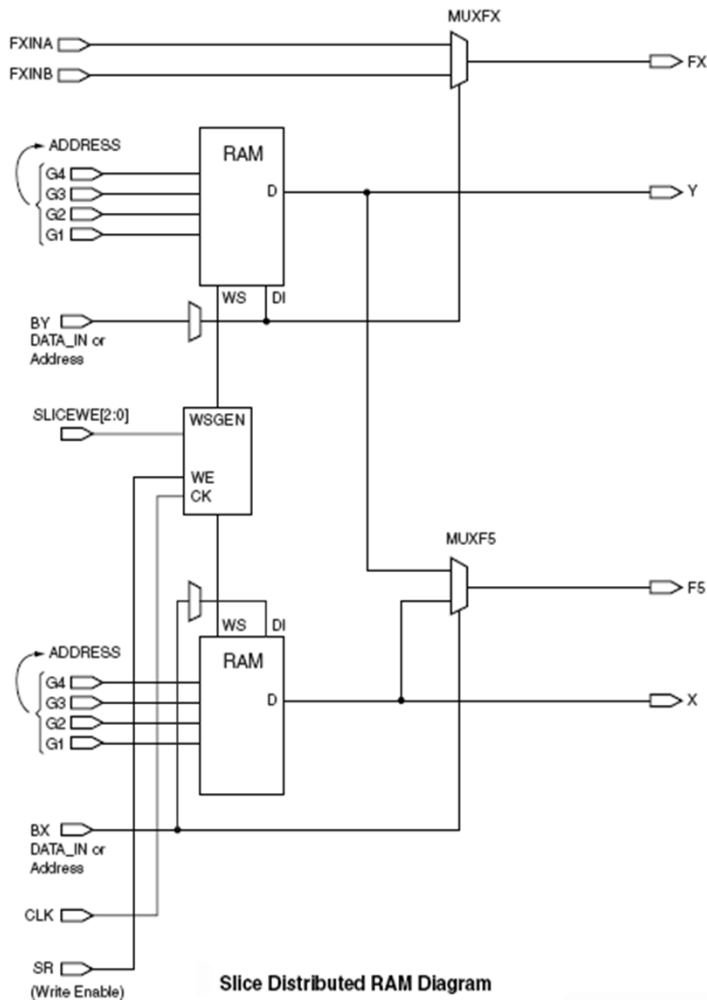 MUXFX
FXINA
FX
FXINB
ADDRESS
RAM
G4
G3
D
Y
G2
G1
WS DI
BY
DATA_IN or
Address
SLICEWE[2:0]
WSGEN
WE
CK
MUXF5
F5
WS DI
ADDRESS
RAM
G4
G3
D
X
G2
G1
BX
DATA_IN or
Address
CLK
SR
(Write Enable)
Slice Distributed RAM Diagram